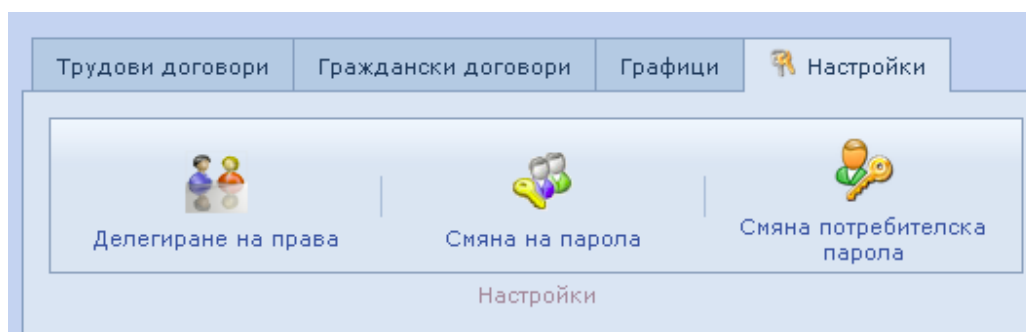 Трудови договори Граждански договори Графици Настройки
Делегиране на права Смяна на парола Смяна потребителска парола
Настройки